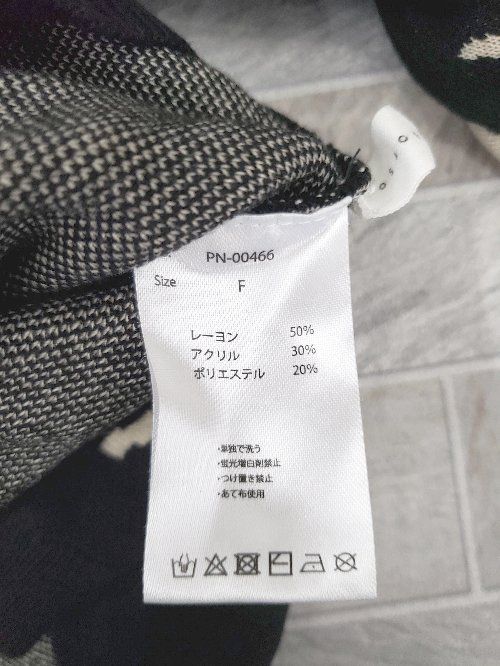 PN-00466
Size F
レーヨン 50%
アクリル 30%
ポリエステル 20%
・単独で洗う
・蛍光増白剤禁止
・つけ置き禁止
・あて布使用